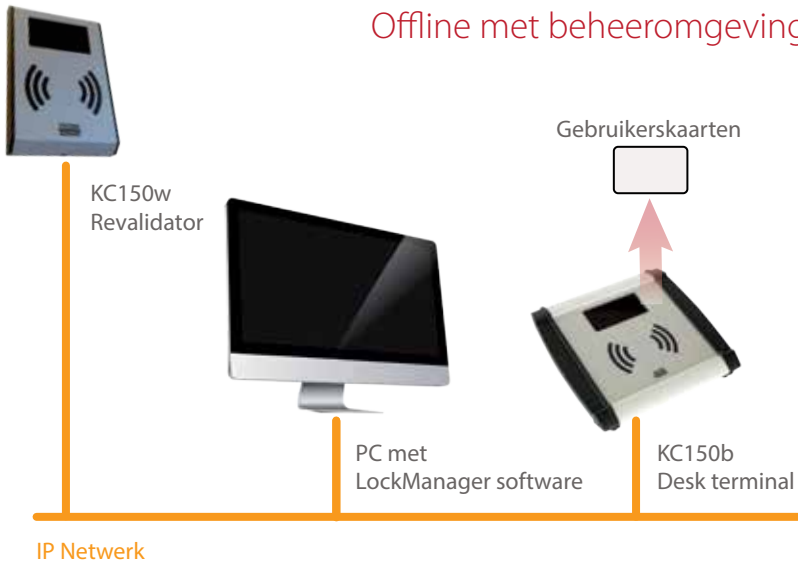 Offline met beheeromgeving
Gebruikerskaarten
KC150w
Revalidator
PC met
LockManager software
KC150b
Desk terminal
IP Netwerk